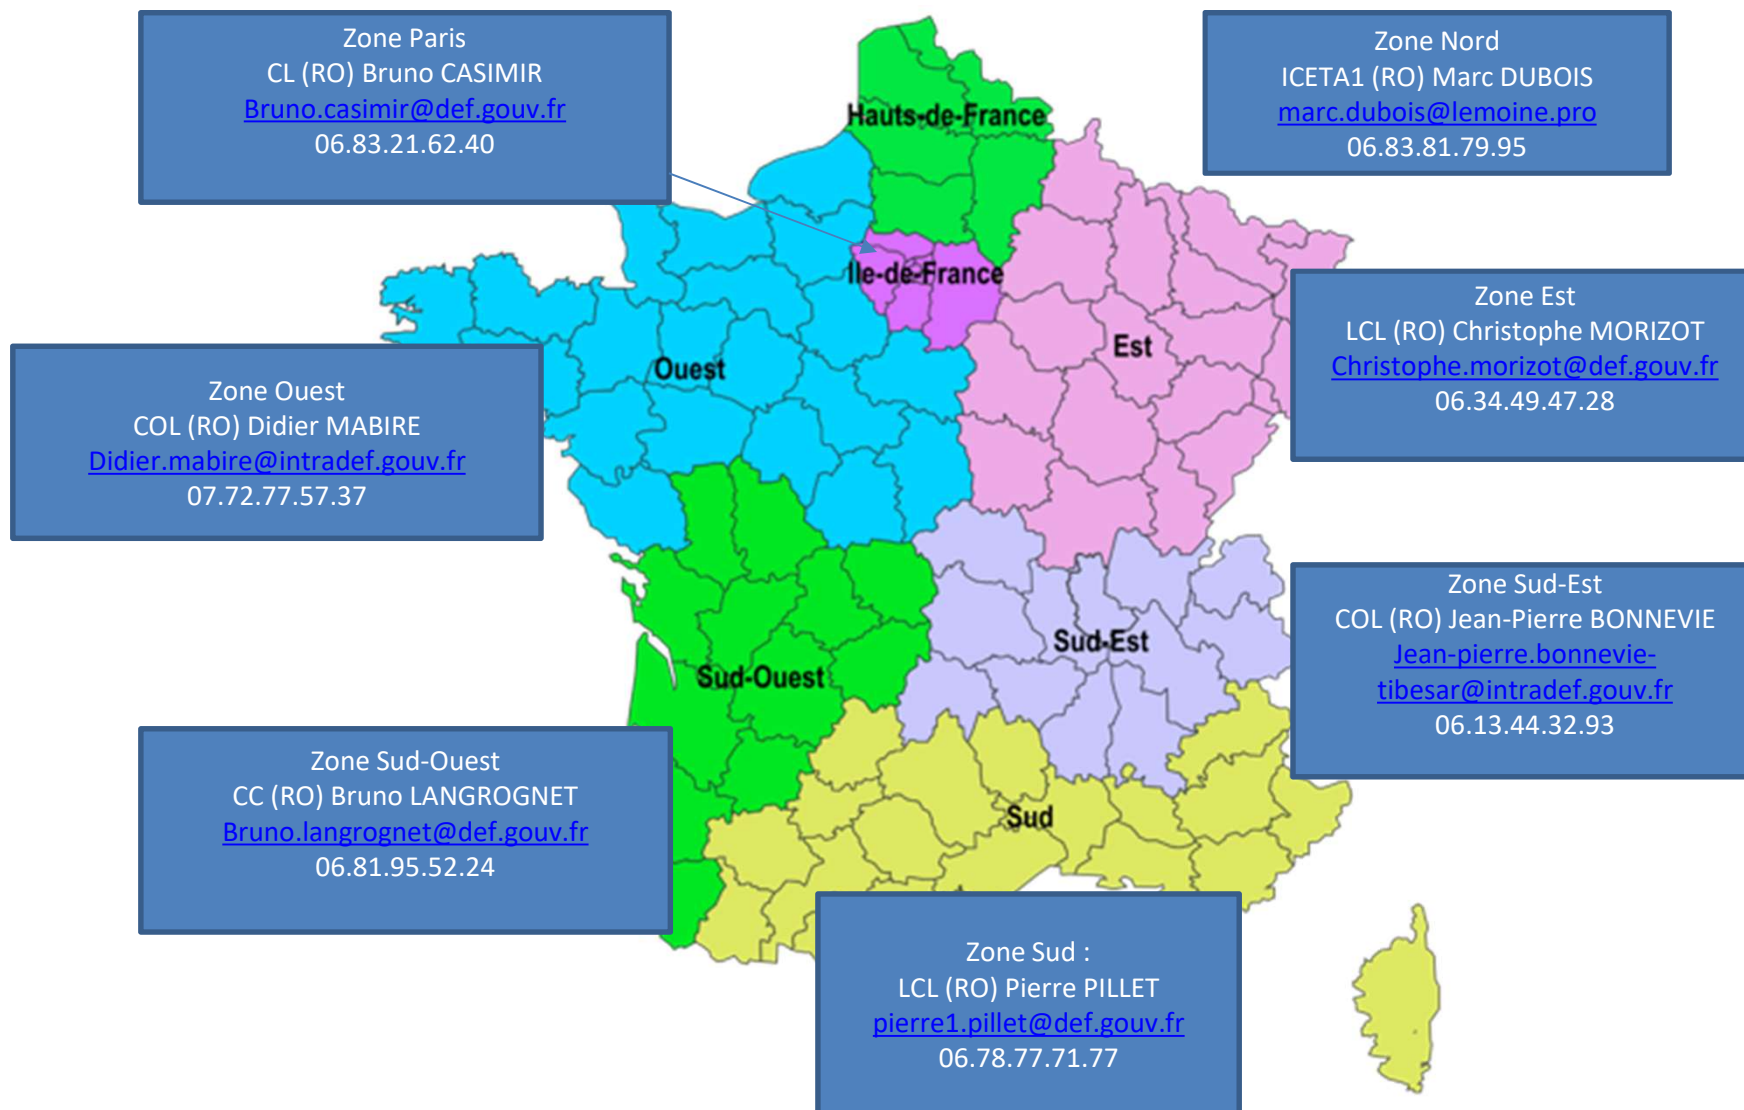 Zone Paris
CL (RO) Bruno CASIMIR
Bruno.casimir@def.gouv.fr
06.83.21.62.40
Zone Nord
ICETA1 (RO) Marc DUBOIS
marc.dubois@lemoine.pro
06.83.81.79.95
Hauts-de-France
Ile-de-France
Zone Est
LCL (RO) Christophe MORIZOT
Christophe.morizot@def.gouv.fr
06.34.49.47.28
Est
Ouest
Zone Ouest
COL (RO) Didier MABIRE
Didier.mabire@intradef.gouv.fr
07.72.77.57.37
Zone Sud-Est
COL (RO) Jean-Pierre BONNEVIE
Jean-pierre.bonnevie-
tibesar@intradef.gouv.fr
06.13.44.32.93
Sud-Est
Sud-Ouest
Zone Sud-Ouest
CC (RO) Bruno LANGROGNET
Bruno.langrognet@def.gouv.fr
06.81.95.52.24
Sud
Zone Sud :
LCL (RO) Pierre PILLET
pierre1.pillet@def.gouv.fr
06.78.77.71.77